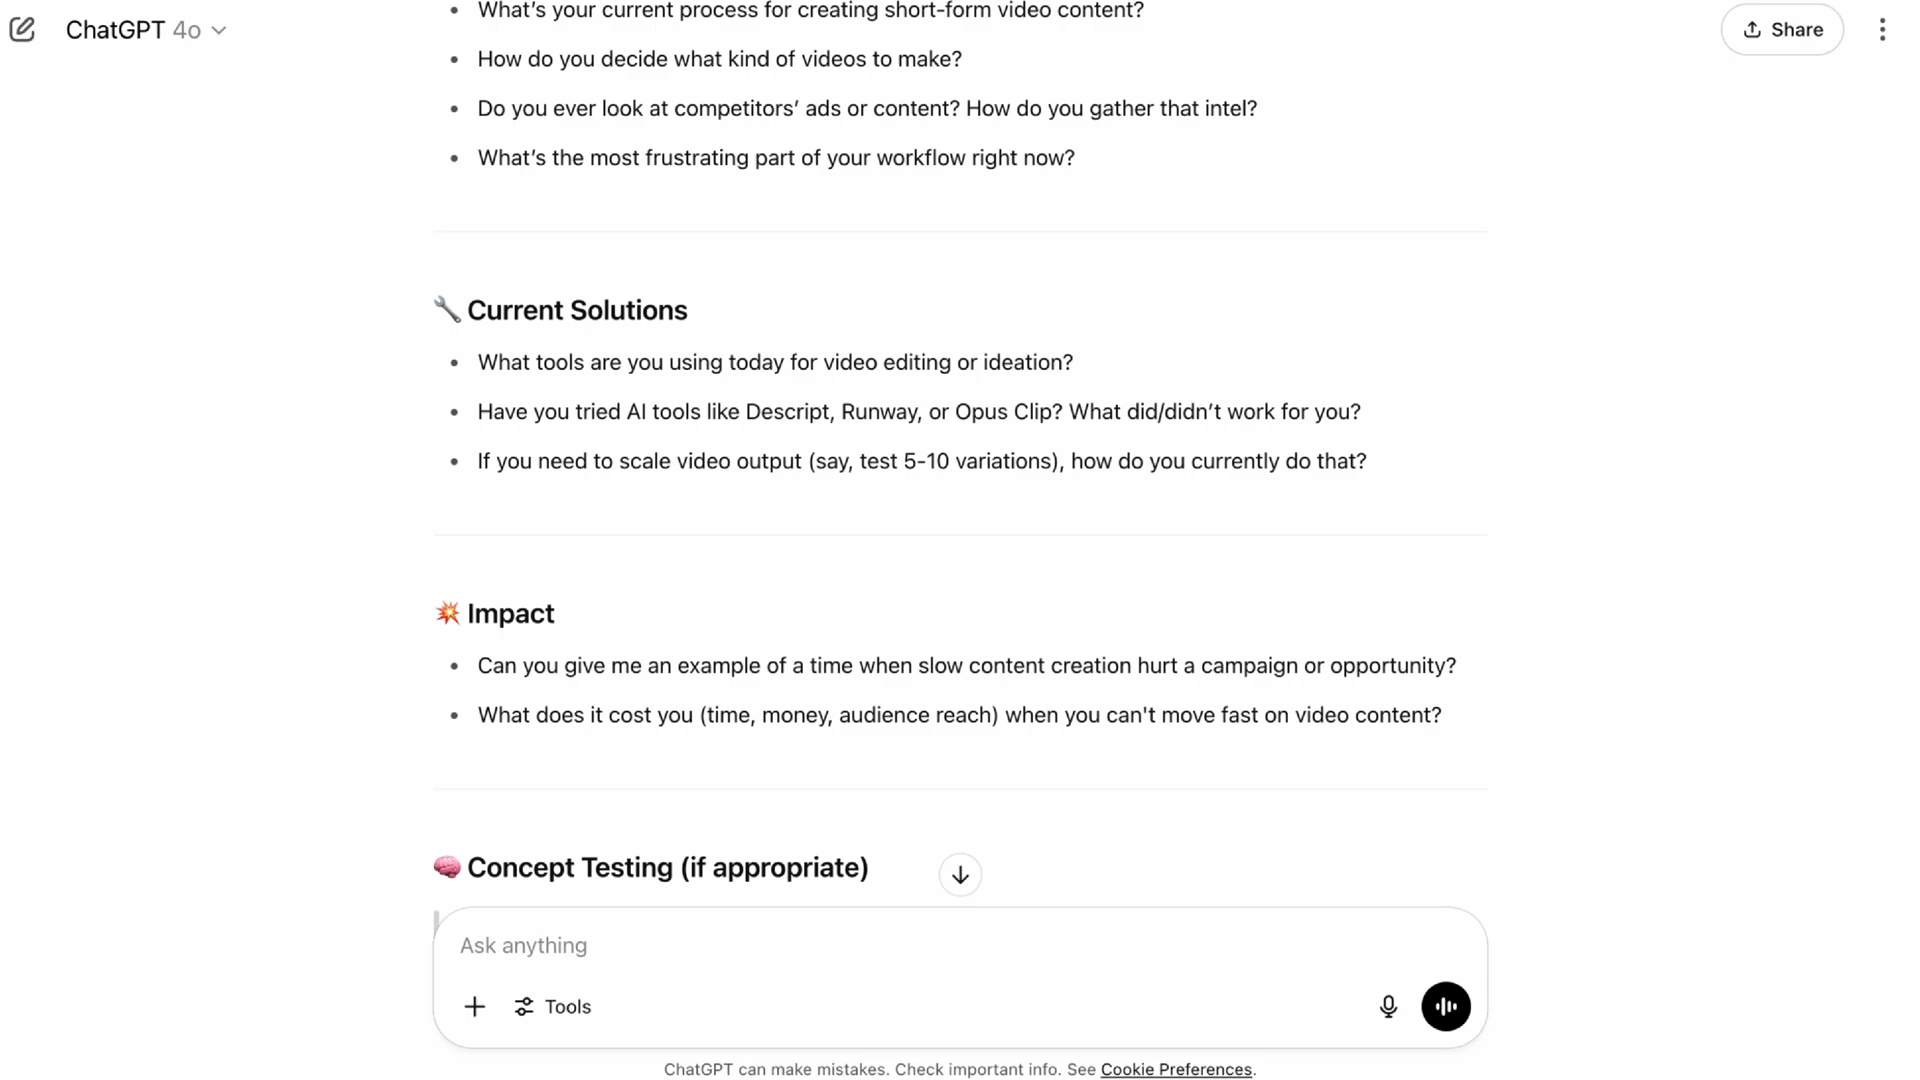 ChatGPT 4o
Share
What’s your current process for creating short-form video content?
How do you decide what kind of videos to make?
Do you ever look at competitors’ ads or content? How do you gather that intel?
What’s the most frustrating part of your workflow right now?
🔧 Current Solutions
What tools are you using today for video editing or ideation?
Have you tried AI tools like Descript, Runway, or Opus Clip? What did/didn’t work for you?
If you need to scale video output (say, test 5-10 variations), how do you currently do that?
💥 Impact
Can you give me an example of a time when slow content creation hurt a campaign or opportunity?
What does it cost you (time, money, audience reach) when you can't move fast on video content?
🧠 Concept Testing (if appropriate)
Ask anything
Tools
ChatGPT can make mistakes. Check important info. See Cookie Preferences.